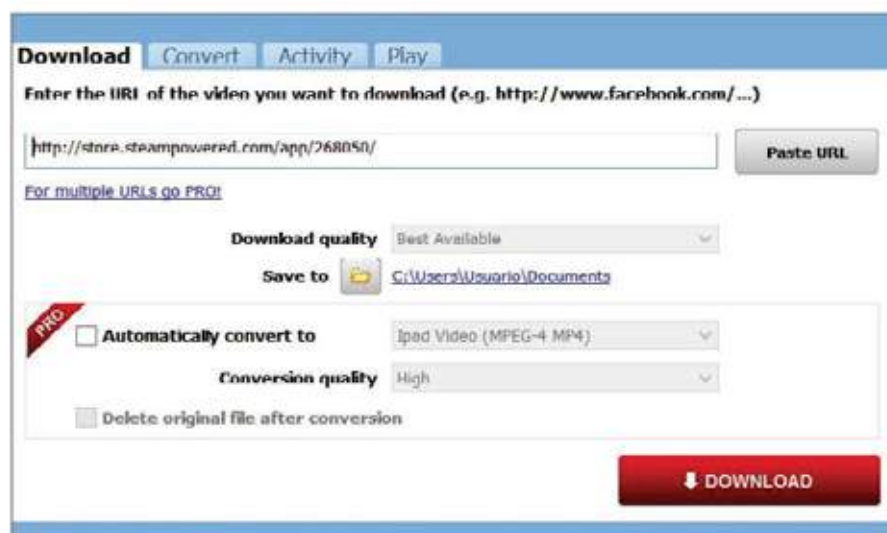 Download Convert Activity Play
Enter the URL of the video you want to download (e.g. http://www.facebook.com/...)
http://store.steampowered.com/app/268050/ Paste URL
For multiple URLs go PRO!
Download quality Best Available
Save to C:\Users\Usuario\Documents
PRO
Automatically convert to Ipad Video (MPEG-4 MP4)
Conversion quality High
Delete original file after conversion
DOWNLOAD